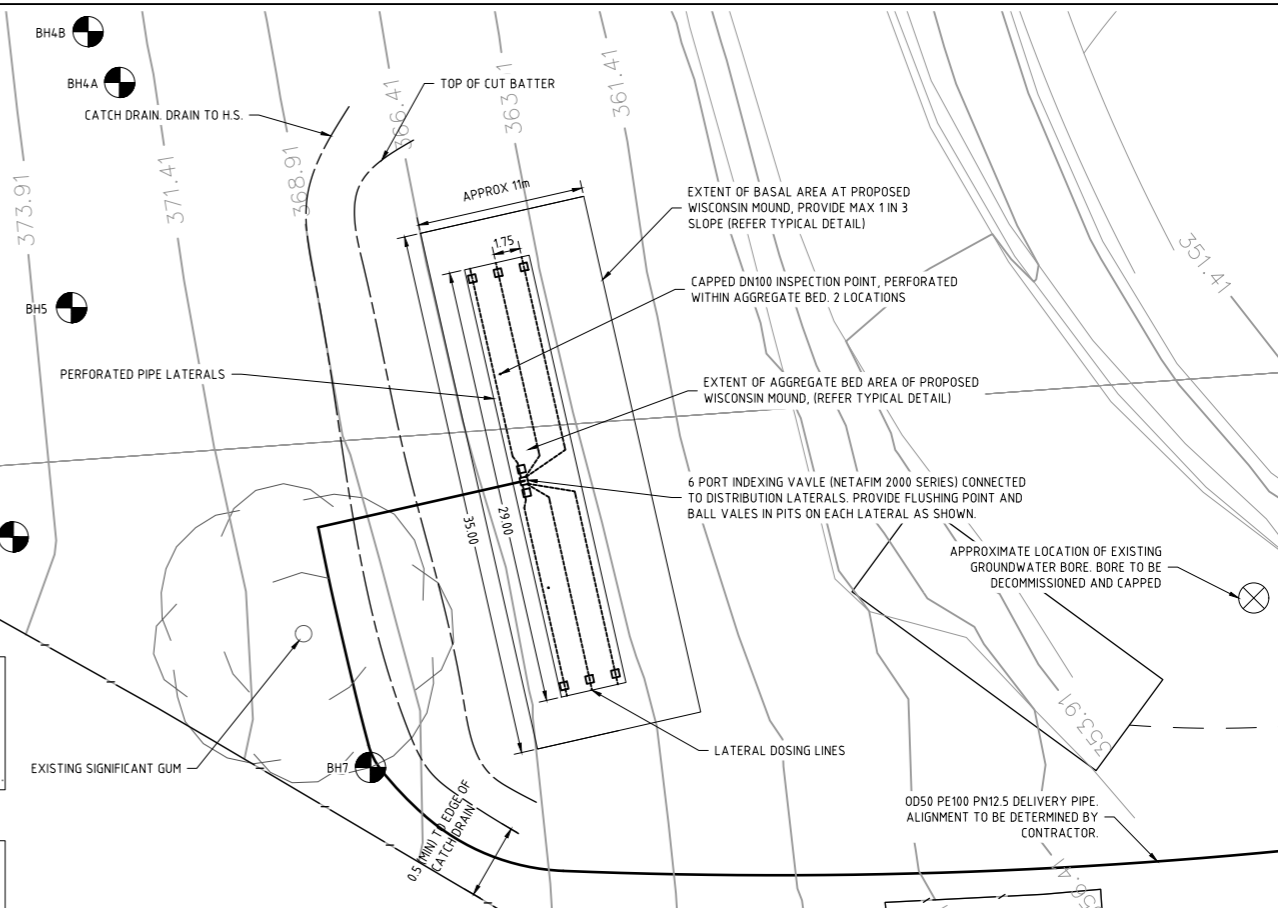 BH4B
BH4A
CATCH DRAIN. DRAIN TO H.S.
TOP OF CUT BATTER
373.91
371.41
368.91
366.41
363.1
361.41
351.41
APPROX 11m
1.75
EXTENT OF BASAL AREA AT PROPOSED
WISCONSIN MOUND, PROVIDE MAX 1 IN 3
SLOPE (REFER TYPICAL DETAIL)
CAPPED DN100 INSPECTION POINT, PERFORATED
WITHIN AGGREGATE BED. 2 LOCATIONS
BH5
PERFORATED PIPE LATERALS
EXTENT OF AGGREGATE BED AREA OF PROPOSED
WISCONSIN MOUND, (REFER TYPICAL DETAIL)
6 PORT INDEXING VAVLE (NETAFIM 2000 SERIES) CONNECTED
TO DISTRIBUTION LATERALS. PROVIDE FLUSHING POINT AND
BALL VALES IN PITS ON EACH LATERAL AS SHOWN.
35.00
29.00
APPROXIMATE LOCATION OF EXISTING
GROUNDWATER BORE. BORE TO BE
DECOMMISSIONED AND CAPPED
353.91
EXISTING SIGNIFICANT GUM
BH7
LATERAL DOSING LINES
0.5 (MIN) TO EDGE OF
CATCH DRAIN
OD50 PE100 PN12.5 DELIVERY PIPE.
ALIGNMENT TO BE DETERMINED BY
CONTRACTOR.